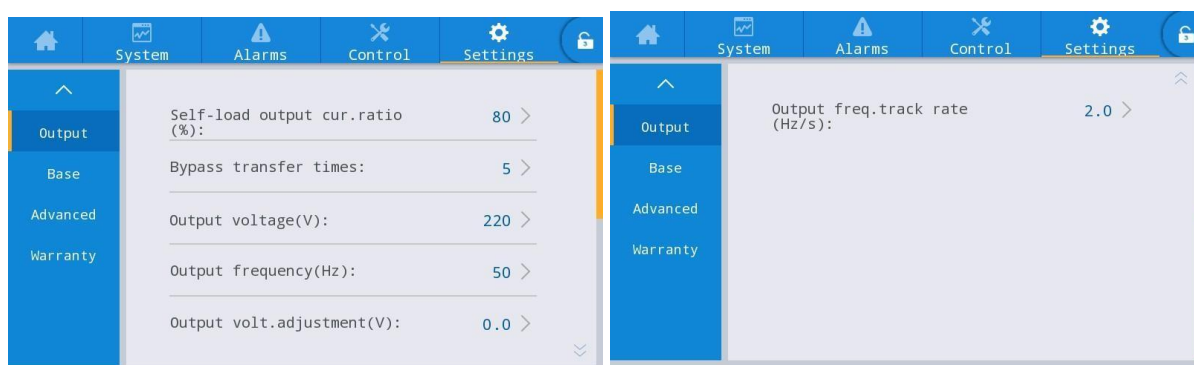 System Alarms Control Settings
Output
Base
Advanced
Warranty
Self-load output cur.ratio
(%):
80
Bypass transfer times: 5
Output voltage(V): 220
Output frequency(Hz): 50
Output volt.adjustment(V): 0.0
System Alarms Control Settings
Output
Base
Advanced
Warranty
Output freq.track rate
(Hz/s):
2.0